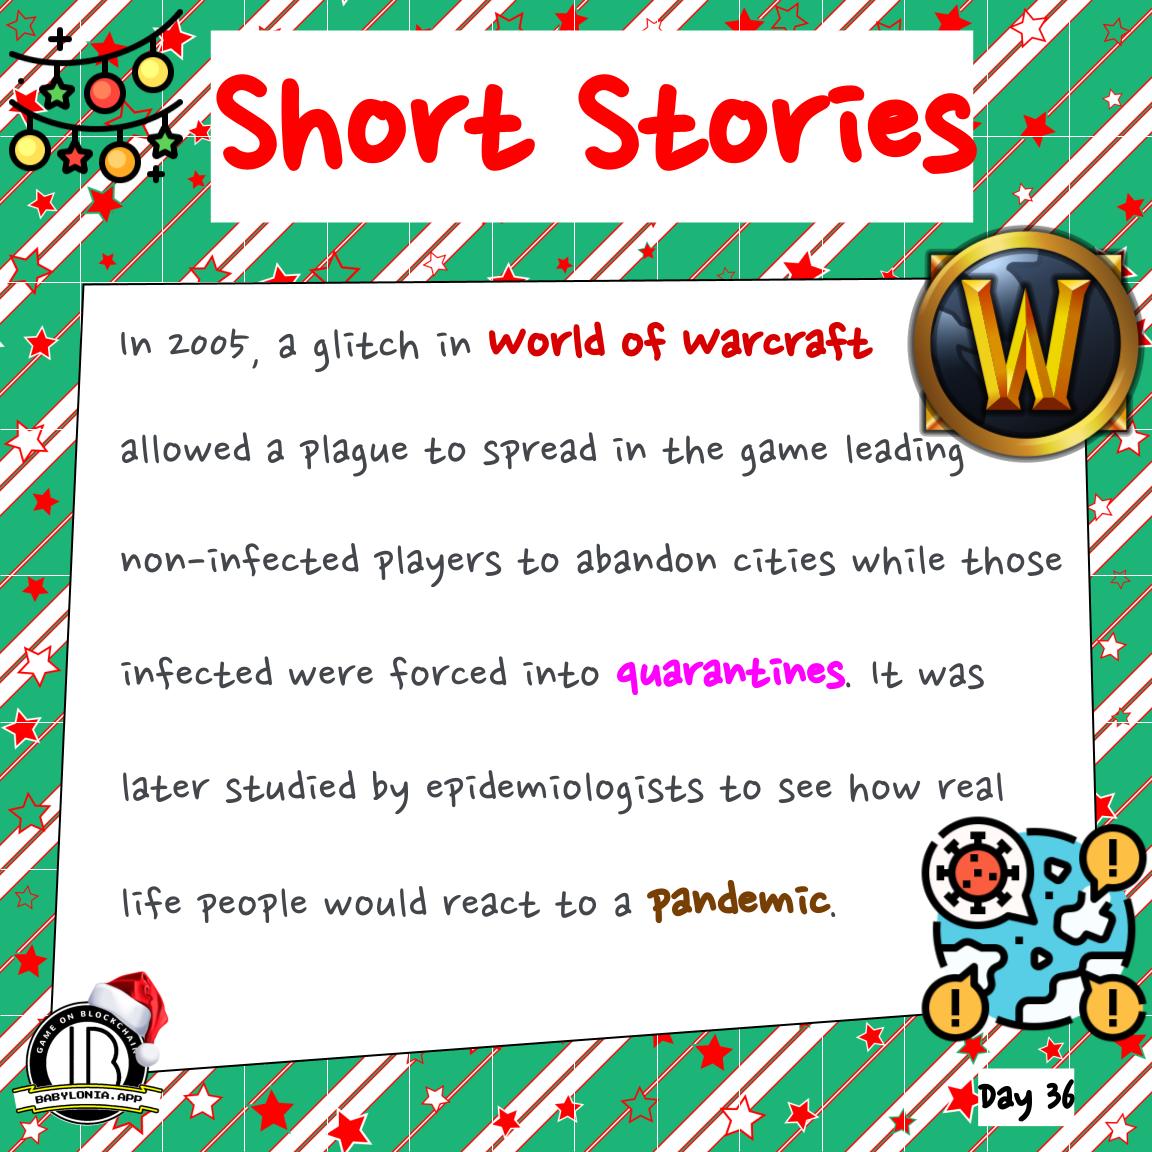 Short Stories
W
In 2005, a glitch in World of Warcraft
allowed a plague to spread in the game leading
non-infected players to abandon cities while those
infected were forced into quarantines. It was
later studied by epidemiologists to see how real
life people would react to a pandemic.
GAME ON BLOCKCHAIN
B
BABYLONIA.APP
Day 36